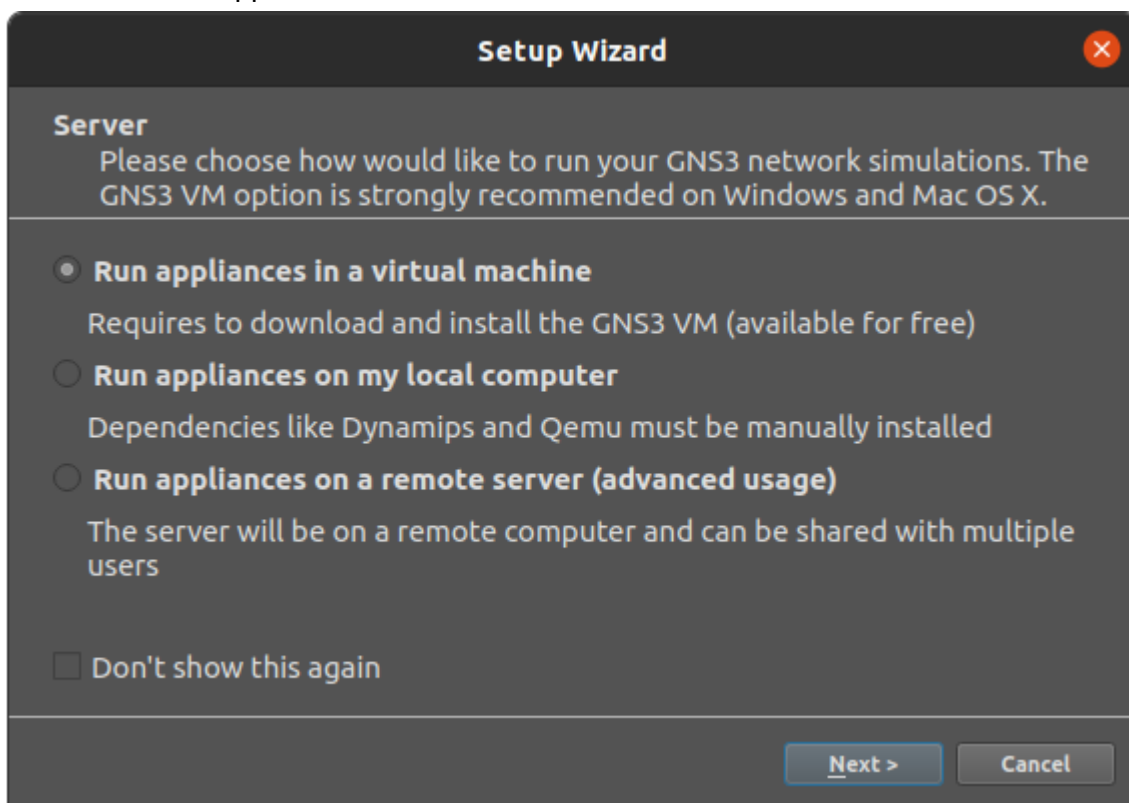 Setup Wizard
Server
Please choose how would like to run your GNS3 network simulations. The
GNS3 VM option is strongly recommended on Windows and Mac OS X.
Run appliances in a virtual machine
Requires to download and install the GNS3 VM (available for free)
Run appliances on my local computer
Dependencies like Dynamips and Qemu must be manually installed
Run appliances on a remote server (advanced usage)
The server will be on a remote computer and can be shared with multiple
users
Don't show this again
Next >
Cancel